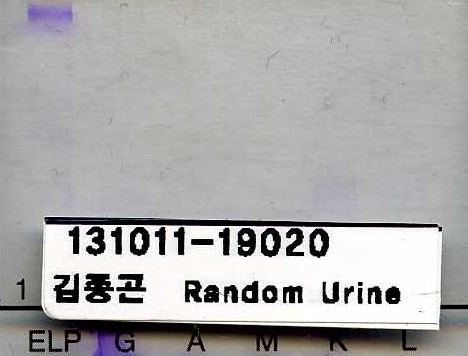 131011-19020
1 김종곤 Random Urine
ELP G A M K L